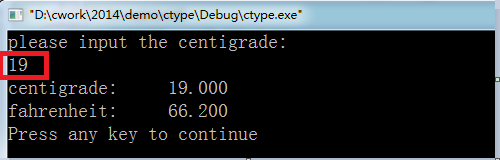 "D:\cwork\2014\demo\ctype\Debug\ctype.exe"
please input the centigrade:
19
centigrade:     19.000
fahrenheit:     66.200
Press any key to continue